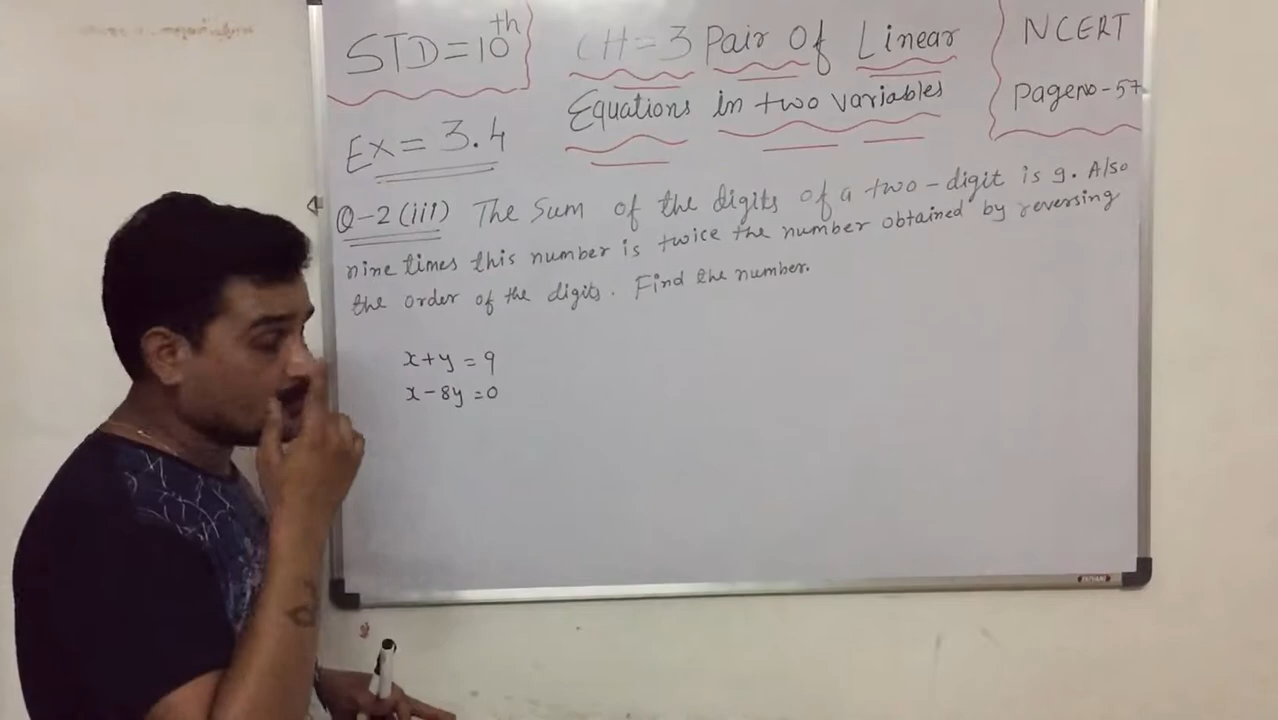 STD=10th
CH=3 Pair Of Linear
Equations in two variables
NCERT
Pageno-57
Ex=3.4
Q-2(iii) The Sum of the digits of a two-digit is 9. Also
nine times this number is twice the number obtained by reversing
the order of the digits. Find the number.
x+y=9
x-8y=0